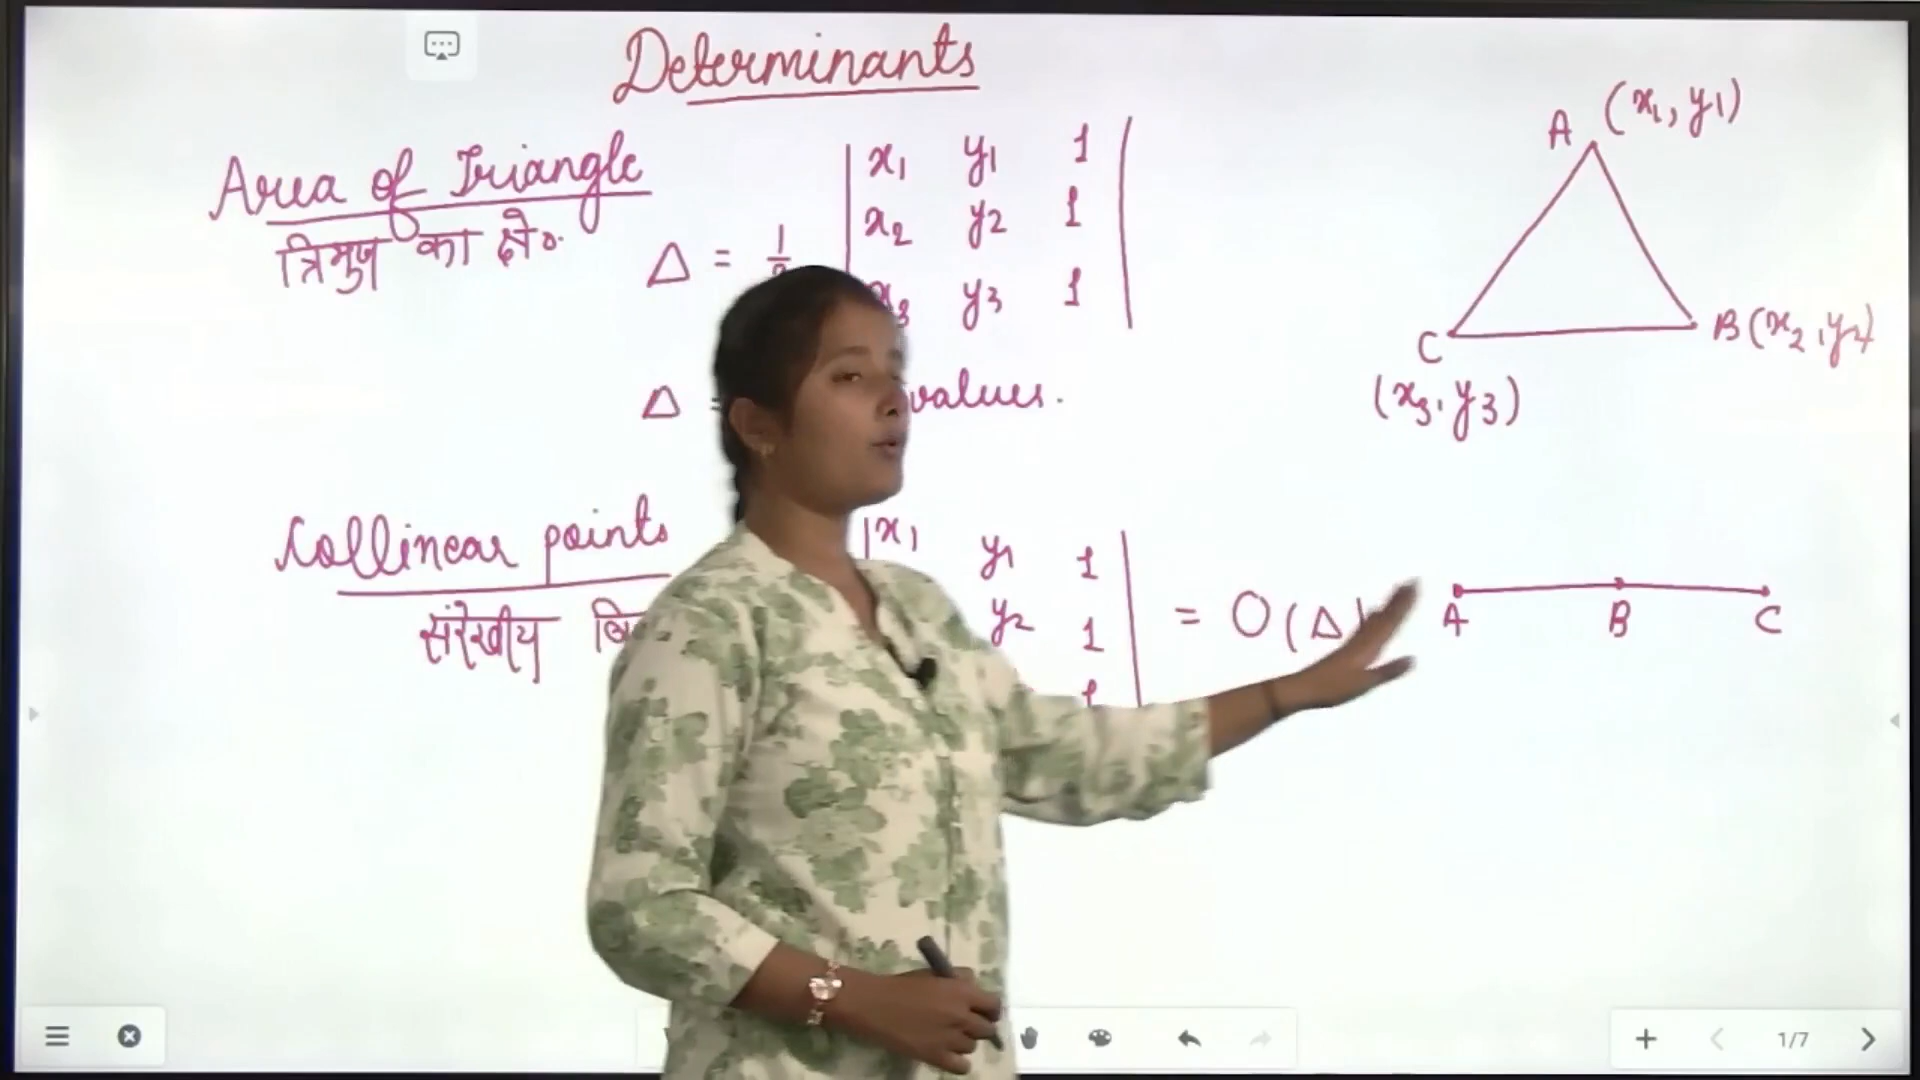 Determinants
Area of Triangle
त्रिभुज का क्षे०
Δ = 1
x1 y1 1
x2 y2 1
y3 1
Δ = values.
A (x1, y1)
B (x2, y2)
C
(x3, y3)
Collinear points
संरेखीय
x1 y1 1
y2 1
1
= 0 (Δ)
A B C
1/7